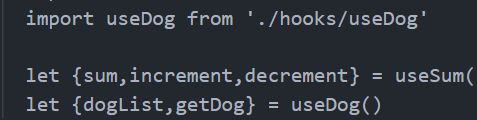 import useDog from './hooks/useDog'
let {sum,increment,decrement} = useSum(
let {dogList,getDog} = useDog()